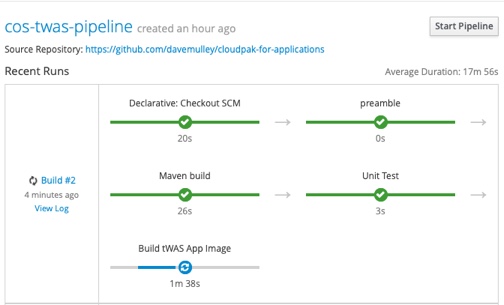 cos-twas-pipeline created an hour ago
Start Pipeline
Source Repository: https://github.com/davemulley/cloudpak-for-applications
Recent Runs
Average Duration: 17m 56s
Declarative: Checkout SCM
preamble
20s
0s
Build #2
4 minutes ago
View Log
Maven build
Unit Test
26s
3s
Build tWAS App Image
1m 38s